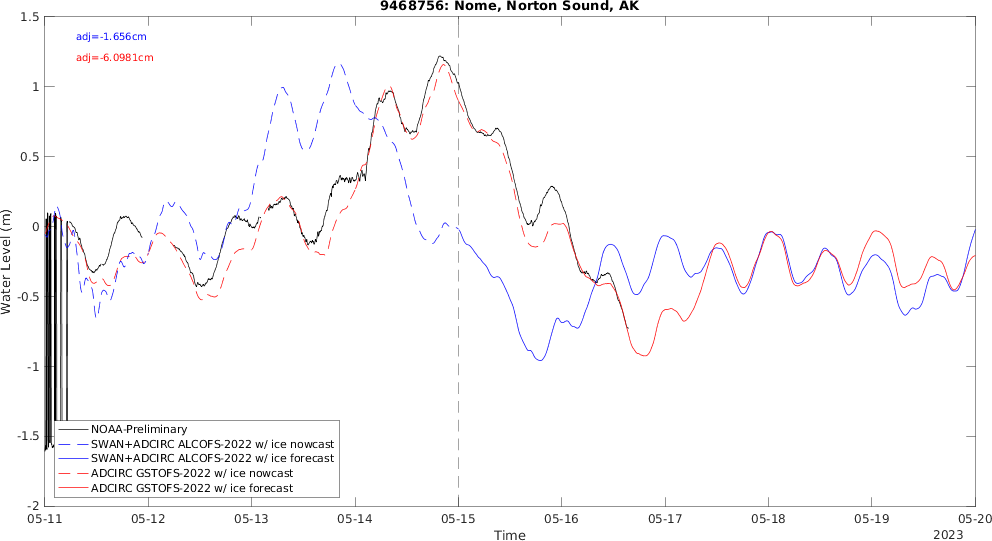 9468756: Nome, Norton Sound, AK
1.5
adj=-1.656cm
adj=-6.0981cm
1
0.5
0
-0.5
-1
-1.5
-2
Water Level (m)
NOAA-Preliminary
SWAN+ADCIRC ALCOFS-2022 w/ ice nowcast
SWAN+ADCIRC ALCOFS-2022 w/ ice forecast
ADCIRC GSTOFS-2022 w/ ice nowcast
ADCIRC GSTOFS-2022 w/ ice forecast
05-11 05-12 05-13 05-14 05-15 05-16 05-17 05-18 05-19 05-20
Time
2023